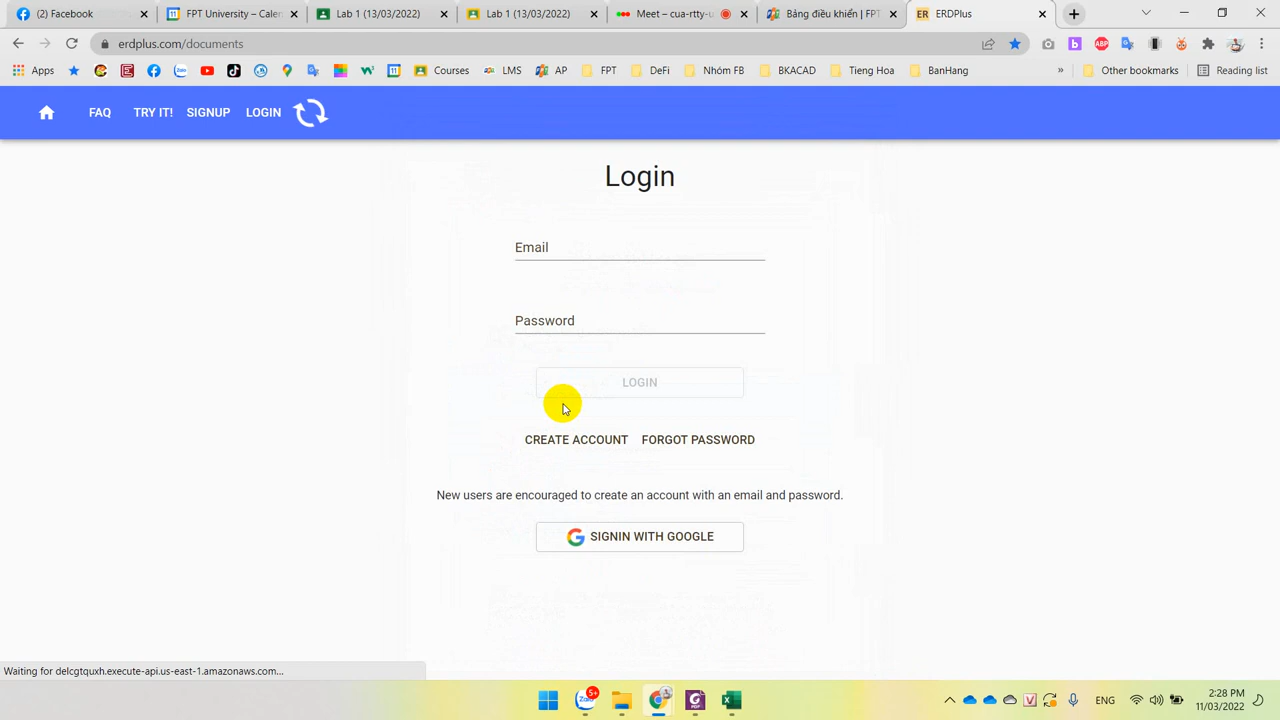 (2) Facebook
FPT University – Calen
Lab 1 (13/03/2022)
Lab 1 (13/03/2022)
Meet – cua-rtty-u
Bảng điều khiển | FP
ER ERDPlus
erdplus.com/documents
Apps
Courses
LMS
AP
FPT
DeFi
Nhóm FB
BKACAD
Tieng Hoa
BanHang
»
Other bookmarks
Reading list
FAQ
TRY IT!
SIGNUP
LOGIN
Login
Email
Password
LOGIN
CREATE ACCOUNT
FORGOT PASSWORD
New users are encouraged to create an account with an email and password.
SIGNIN WITH GOOGLE
Waiting for delcgtquxh.execute-api.us-east-1.amazonaws.com...
5+
ENG
2:28 PM
11/03/2022